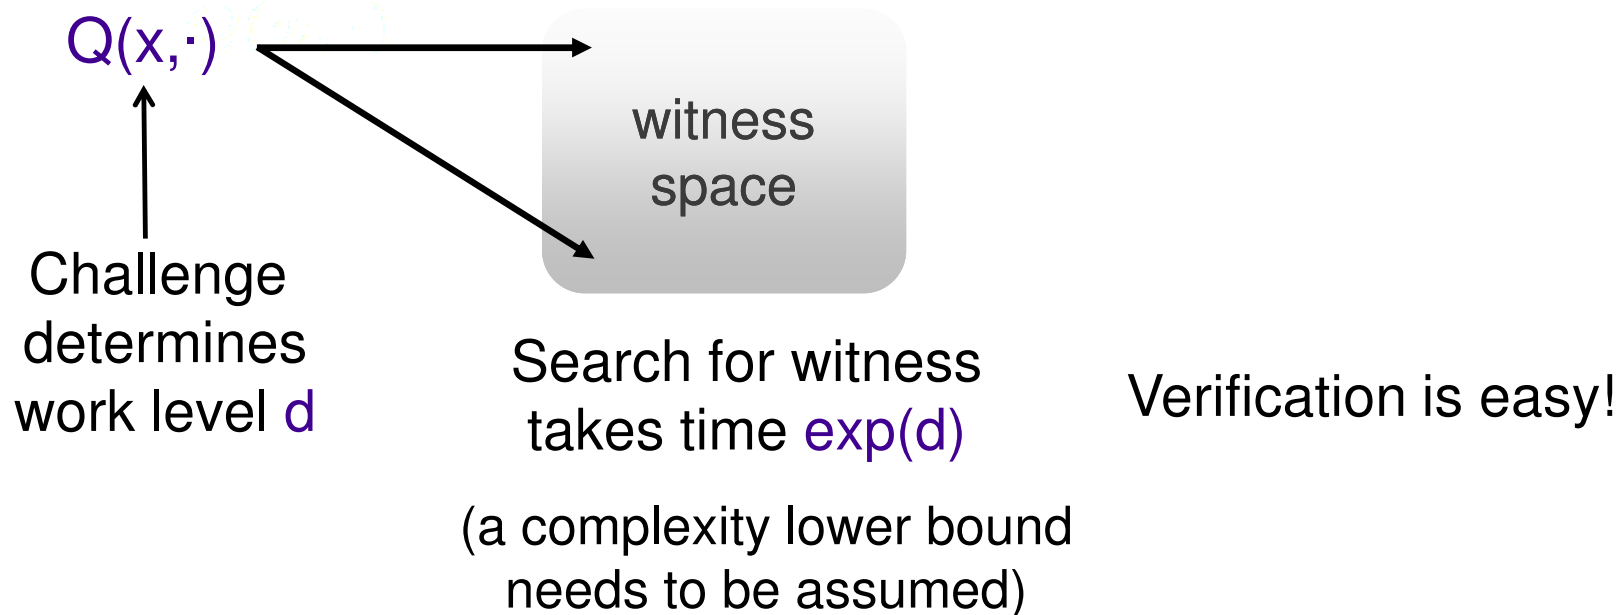 Q(x,·)
witness
space
Challenge
determines
work level d
Search for witness
takes time exp(d)
(a complexity lower bound
needs to be assumed)
Verification is easy!